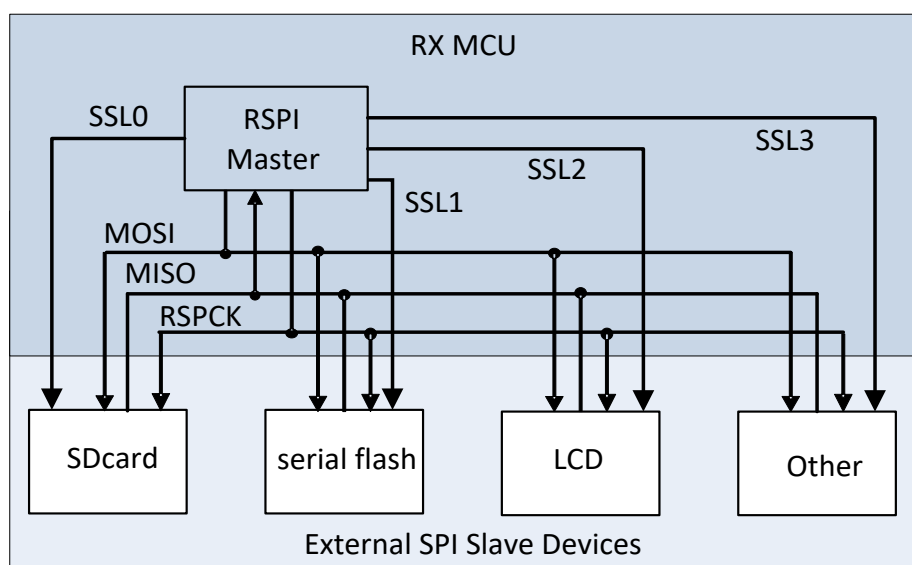 RX MCU
SSL0
RSPI
Master
SSL3
SSL2
SSL1
MOSI
MISO
RSPCK
SDcard
serial flash
LCD
Other
External SPI Slave Devices